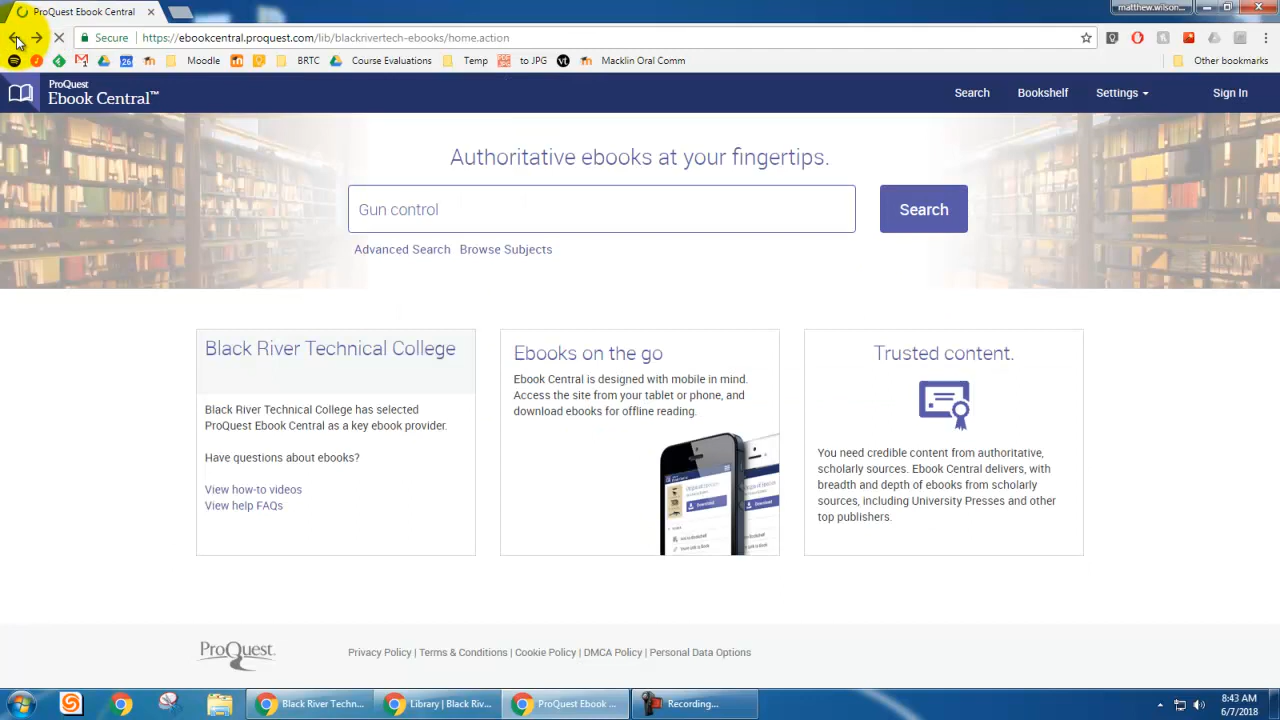 ProQuest Ebook Central
matthew.wilson...
Secure
https://ebookcentral.proquest.com/lib/blackrivertech-ebooks/home.action
Moodle
BRTC
Course Evaluations
Temp
to JPG
Macklin Oral Comm
Other bookmarks
ProQuest
Ebook Central™
Search
Bookshelf
Settings
Sign In
Authoritative ebooks at your fingertips.
Gun control
Search
Advanced Search
Browse Subjects
Black River Technical College
Black River Technical College has selected
ProQuest Ebook Central as a key ebook provider.
Have questions about ebooks?
View how-to videos
View help FAQs
Ebooks on the go
Ebook Central is designed with mobile in mind.
Access the site from your tablet or phone, and
download ebooks for offline reading.
Trusted content.
You need credible content from authoritative,
scholarly sources. Ebook Central delivers, with
breadth and depth of ebooks from scholarly
sources, including University Presses and other
top publishers.
ProQuest
Privacy Policy | Terms & Conditions | Cookie Policy | DMCA Policy | Personal Data Options
Black River Techn...
Library | Black Riv...
ProQuest Ebook ...
Recording...
8:43 AM
6/7/2018